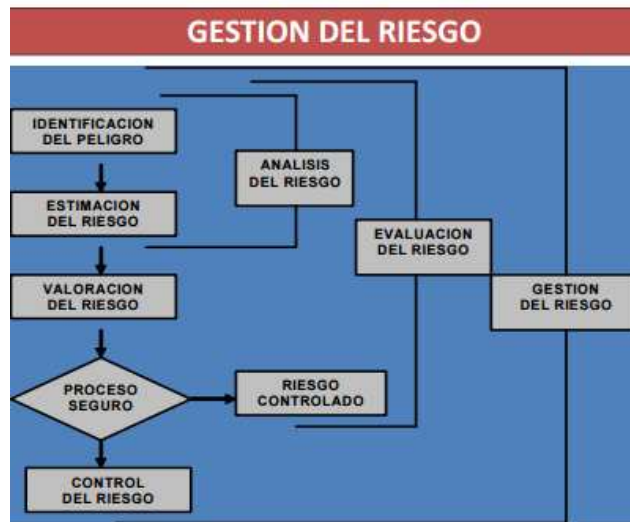 GESTION DEL RIESGO
IDENTIFICACION
DEL PELIGRO
ANALISIS
DEL RIESGO
ESTIMACION
DEL RIESGO
EVALUACION
DEL RIESGO
VALORACION
DEL RIESGO
GESTION
DEL RIESGO
PROCESO
SEGURO
RIESGO
CONTROLADO
CONTROL
DEL RIESGO